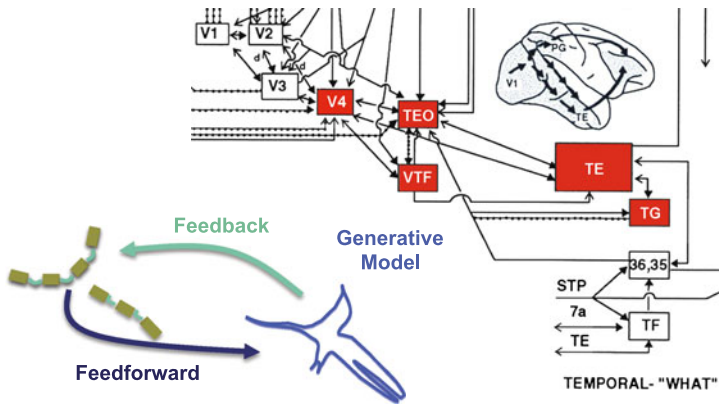 V1
V2
d
d
V3
V4
TEO
VTF
PG
V1
TE
TE
TG
36,35
STP
7a
TF
TE
TEMPORAL- "WHAT"
Feedback
Generative
Model
Feedforward